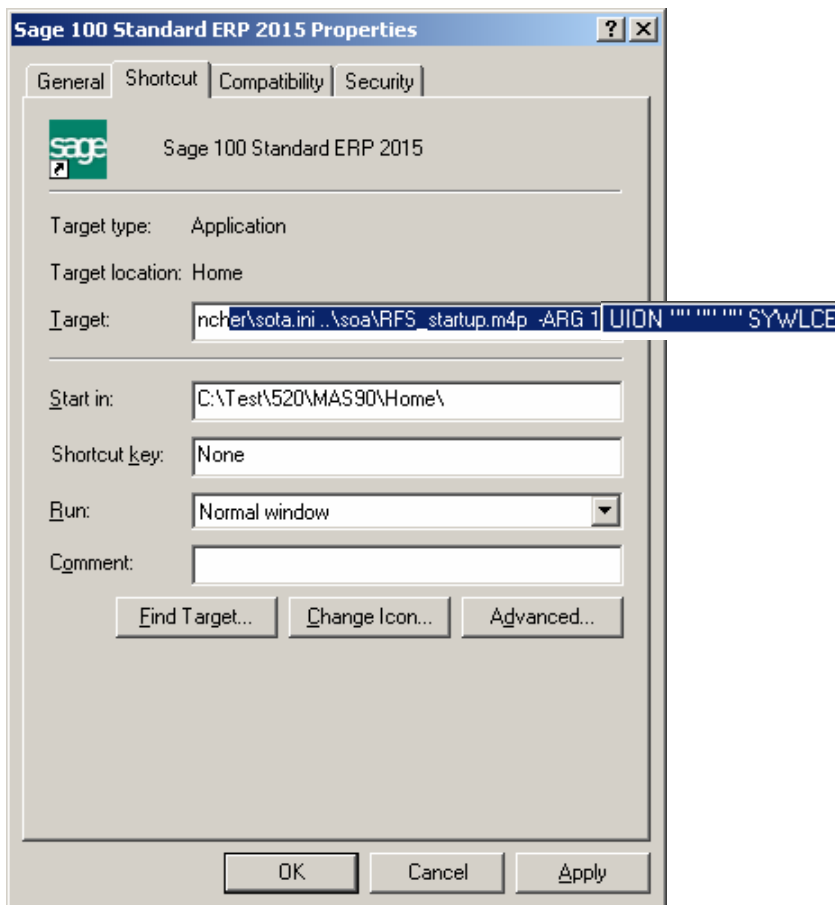 Sage 100 Standard ERP 2015 Properties
General Shortcut Compatibility Security
sage Sage 100 Standard ERP 2015
Target type: Application
Target location: Home
Target: ncher\sota.ini ..\soa\RFS_startup.m4p -ARG 1 UION "" "" "" SYWLCE
Start in: C:\Test\520\MAS90\Home\
Shortcut key: None
Run: Normal window
Comment:
Find Target... Change Icon... Advanced...
OK Cancel Apply